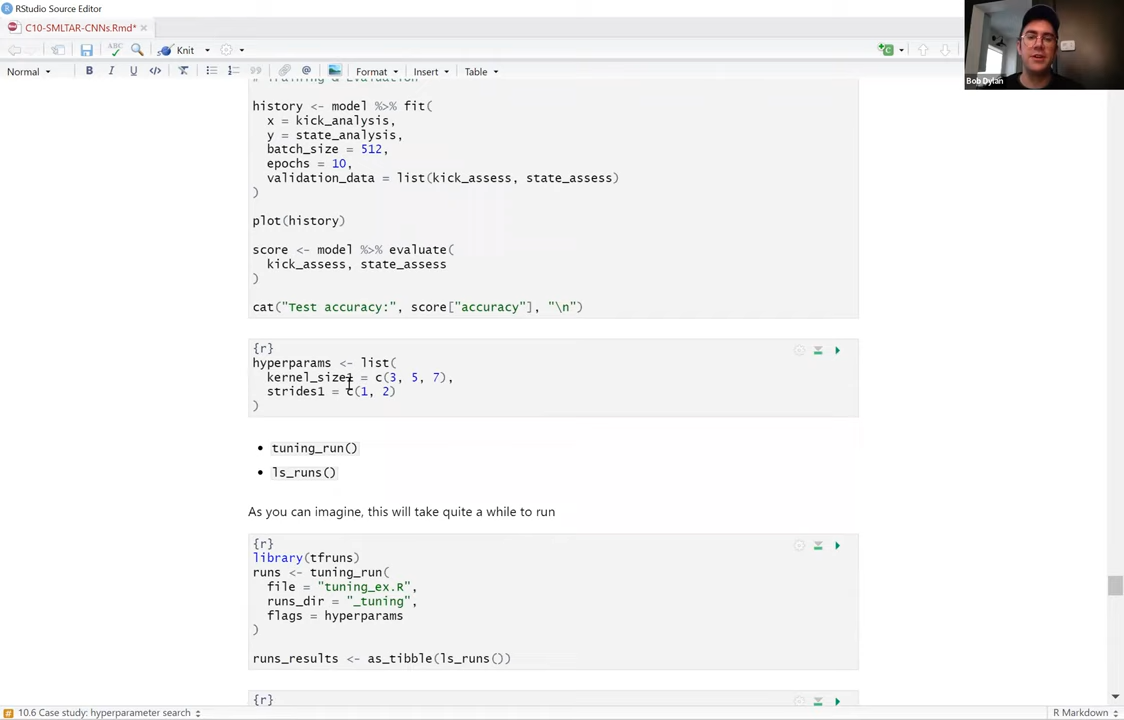 RStudio Source Editor
C10-SMLTAR-CNNs.Rmd*
ABC Knit
Normal B I U Format Insert Table
# Training & Evaluation
history <- model %>% fit(
x = kick_analysis,
y = state_analysis,
batch_size = 512,
epochs = 10,
validation_data = list(kick_assess, state_assess)
)
plot(history)
score <- model %>% evaluate(
kick_assess, state_assess
)
cat("Test accuracy:", score["accuracy"], "\n")
{r}
hyperparams <- list(
kernel_size1 = c(3, 5, 7),
strides1 = c(1, 2)
)
tuning_run()
ls_runs()
As you can imagine, this will take quite a while to run
{r}
library(tfruns)
runs <- tuning_run(
file = "tuning_ex.R",
runs_dir = "_tuning",
flags = hyperparams
)
runs_results <- as_tibble(ls_runs())
{r}
10.6 Case study: hyperparameter search
R Markdown
Bob Dylan